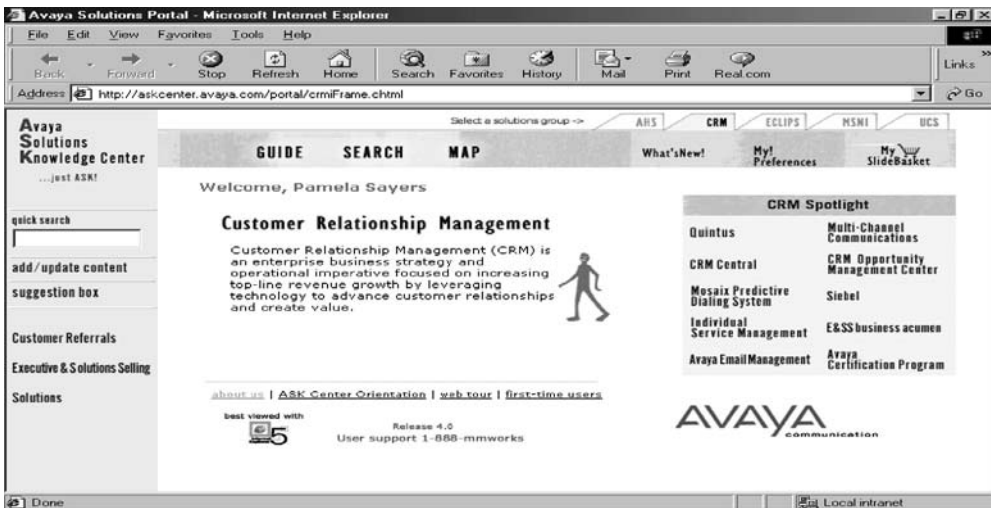 Avaya Solutions Portal - Microsoft Internet Explorer
File Edit View Favorites Tools Help
Back Forward Stop Refresh Home Search Favorites History Mail Print Real.com Links
Address http://askcenter.avaya.com/portal/crmiFrame.chtml Go
Select a solutions group -> AHS CRM ECLIPS MSNI UCS
Avaya
Solutions
Knowledge Center
...just ASK!
GUIDE SEARCH MAP What'sNew! My! Preferences My SlideBasket
Welcome, Pamela Sayers
quick search
add/update content
suggestion box
Customer Referrals
Executive & Solutions Selling
Solutions
Customer Relationship Management
Customer Relationship Management (CRM) is
an enterprise business strategy and
operational imperative focused on increasing
top-line revenue growth by leveraging
technology to advance customer relationships
and create value.
CRM Spotlight
Quintus
Multi-Channel
Communications
CRM Central
CRM Opportunity
Management Center
Mosaix Predictive
Dialing System
Siebel
Individual
Service Management
E&SS business acumen
Avaya Email Management
Avaya
Certification Program
about us | ASK Center Orientation | web tour | first-time users
best viewed with
5
Release 4.0
User support 1-888-mmworks
AVAYA
communication
Done Local intranet